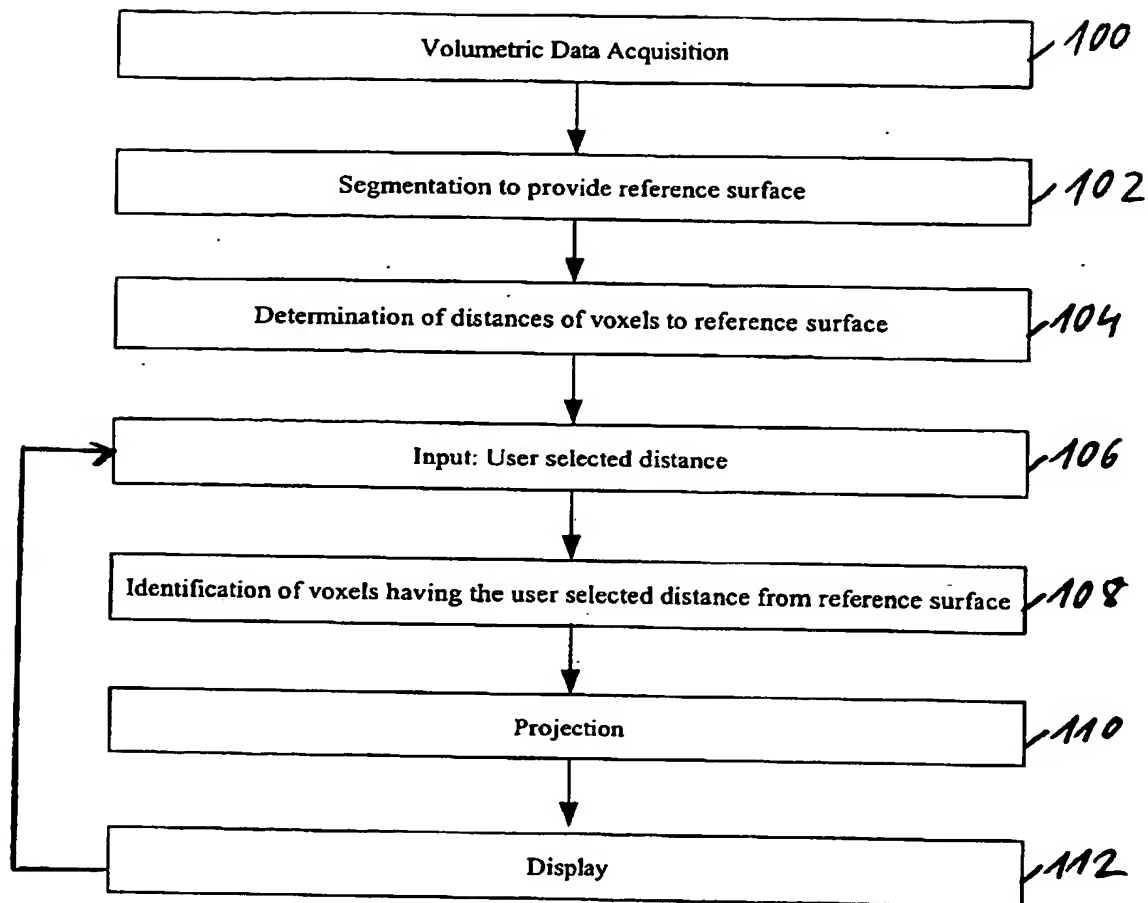 Volumetric Data Acquisition 100
Segmentation to provide reference surface 102
Determination of distances of voxels to reference surface 104
Input: User selected distance 106
Identification of voxels having the user selected distance from reference surface 108
Projection 110
Display 112